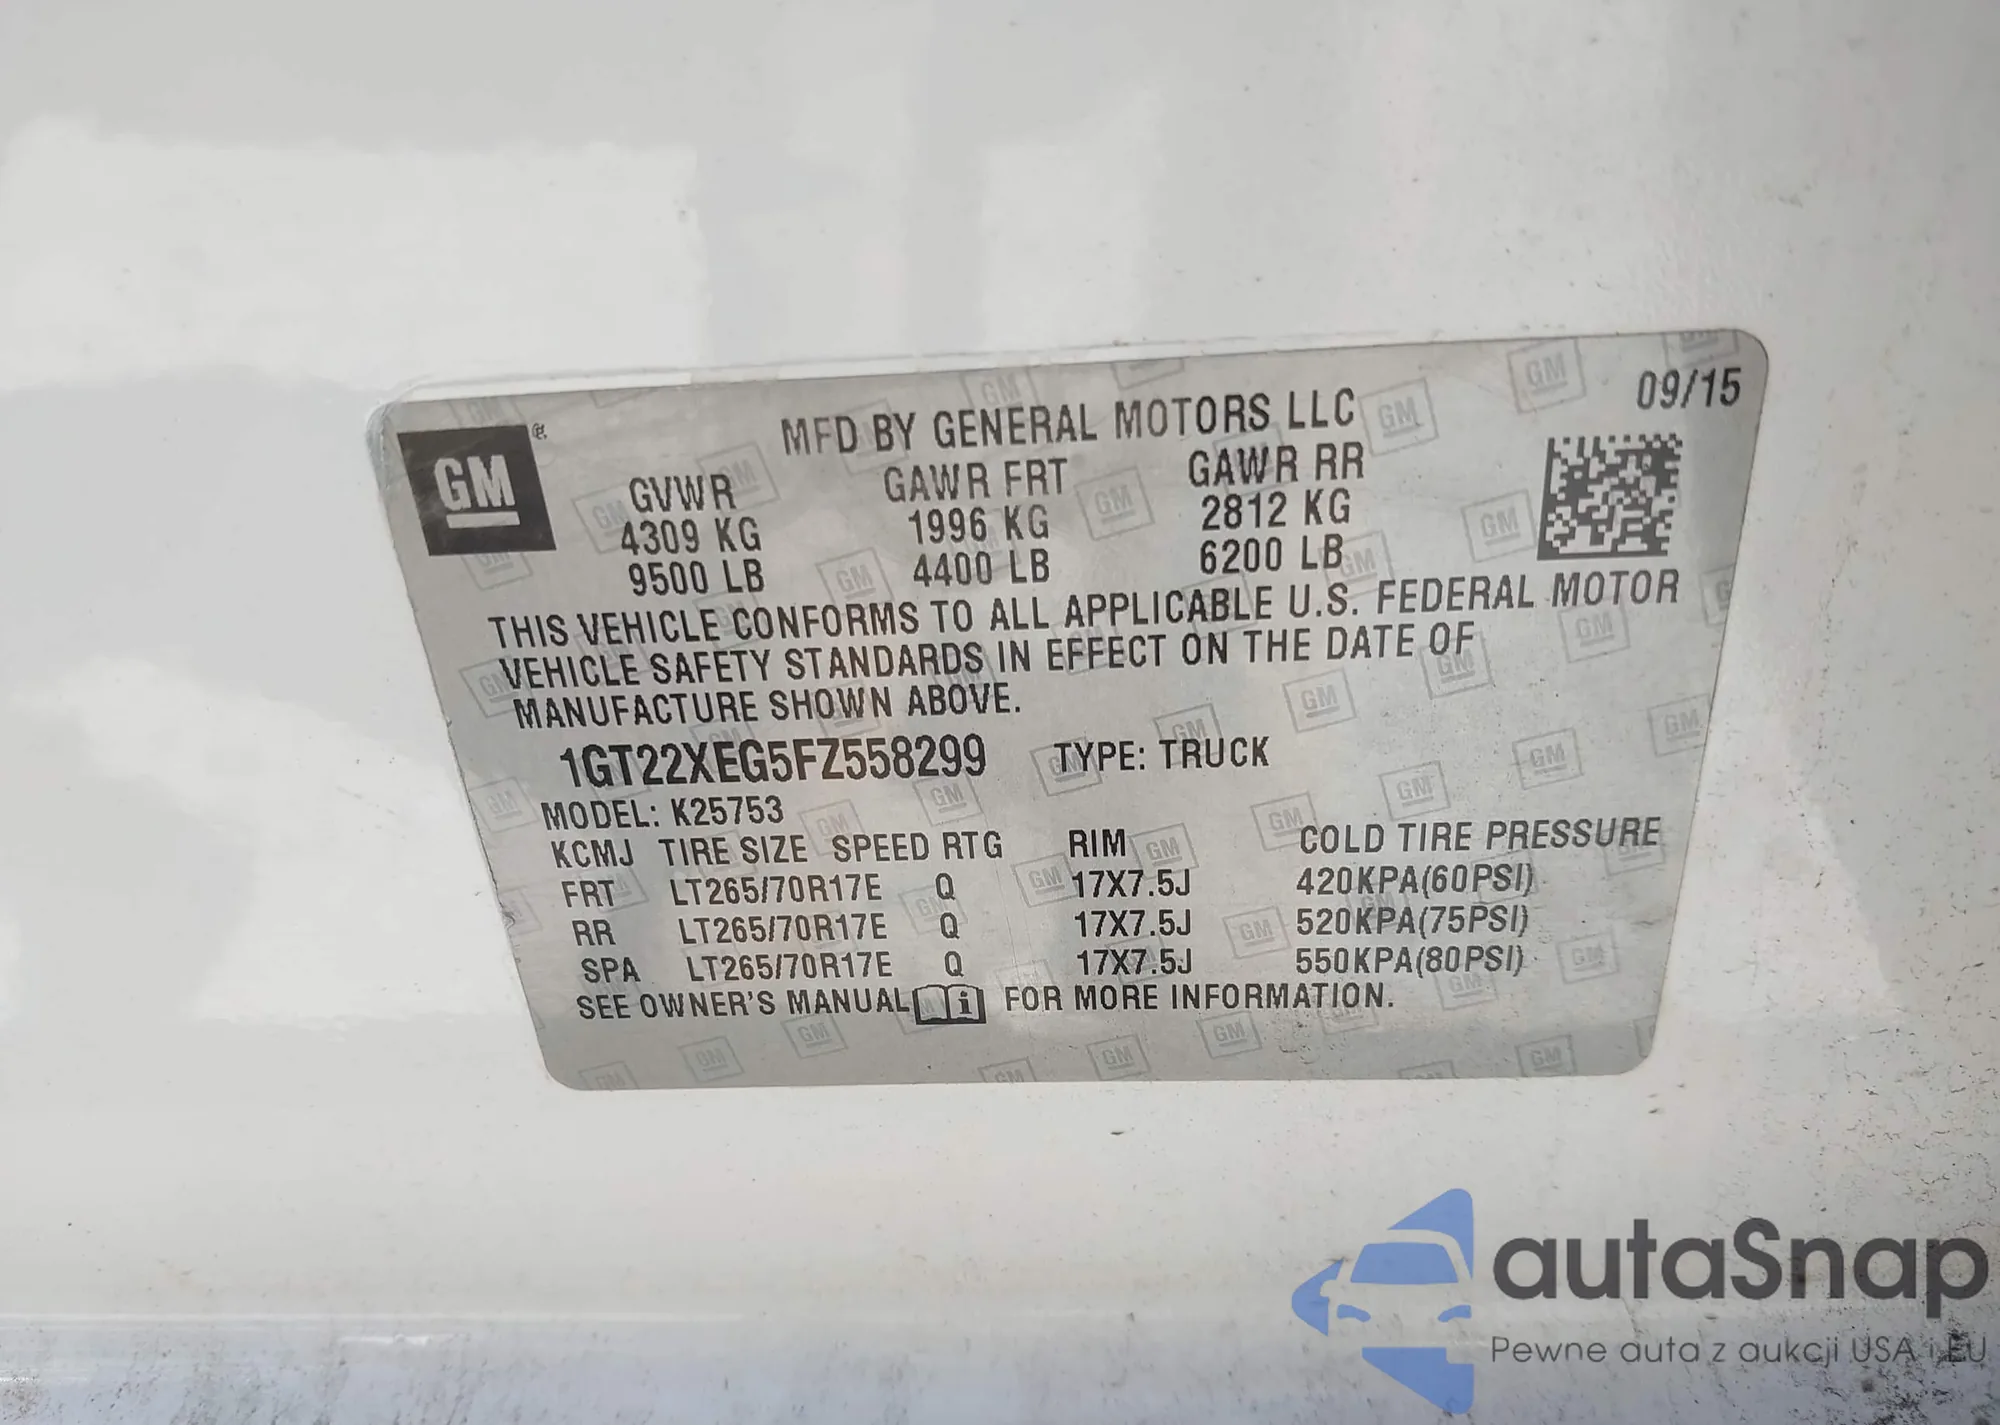 09/15
GM®
MFD BY GENERAL MOTORS LLC
GVWR GAWR FRT GAWR RR
4309 KG 1996 KG 2812 KG
9500 LB 4400 LB 6200 LB
THIS VEHICLE CONFORMS TO ALL APPLICABLE U.S. FEDERAL MOTOR
VEHICLE SAFETY STANDARDS IN EFFECT ON THE DATE OF
MANUFACTURE SHOWN ABOVE.
1GT22XEG5FZ558299 TYPE: TRUCK
MODEL: K25753
KCMJ TIRE SIZE SPEED RTG RIM COLD TIRE PRESSURE
FRT LT265/70R17E Q 17X7.5J 420KPA(60PSI)
RR LT265/70R17E Q 17X7.5J 520KPA(75PSI)
SPA LT265/70R17E Q 17X7.5J 550KPA(80PSI)
SEE OWNER'S MANUAL i FOR MORE INFORMATION.
autaSnap
Pewne auta z aukcji USA i EU